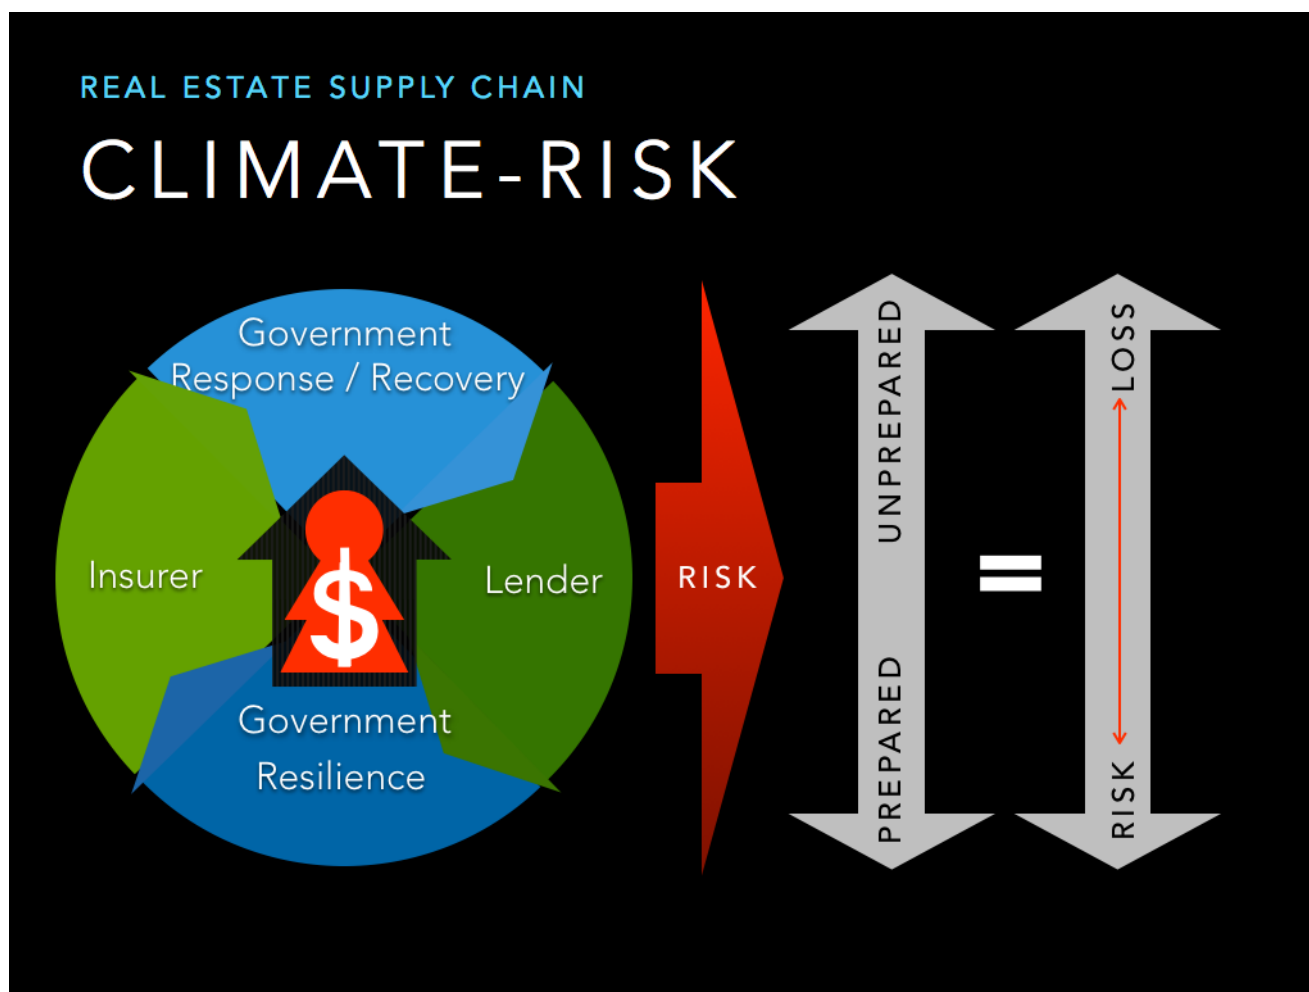 REAL ESTATE SUPPLY CHAIN
CLIMATE-RISK
Government
Response / Recovery
Insurer
$
Lender
Government
Resilience
RISK
UNPREPARED
PREPARED
=
LOSS
RISK